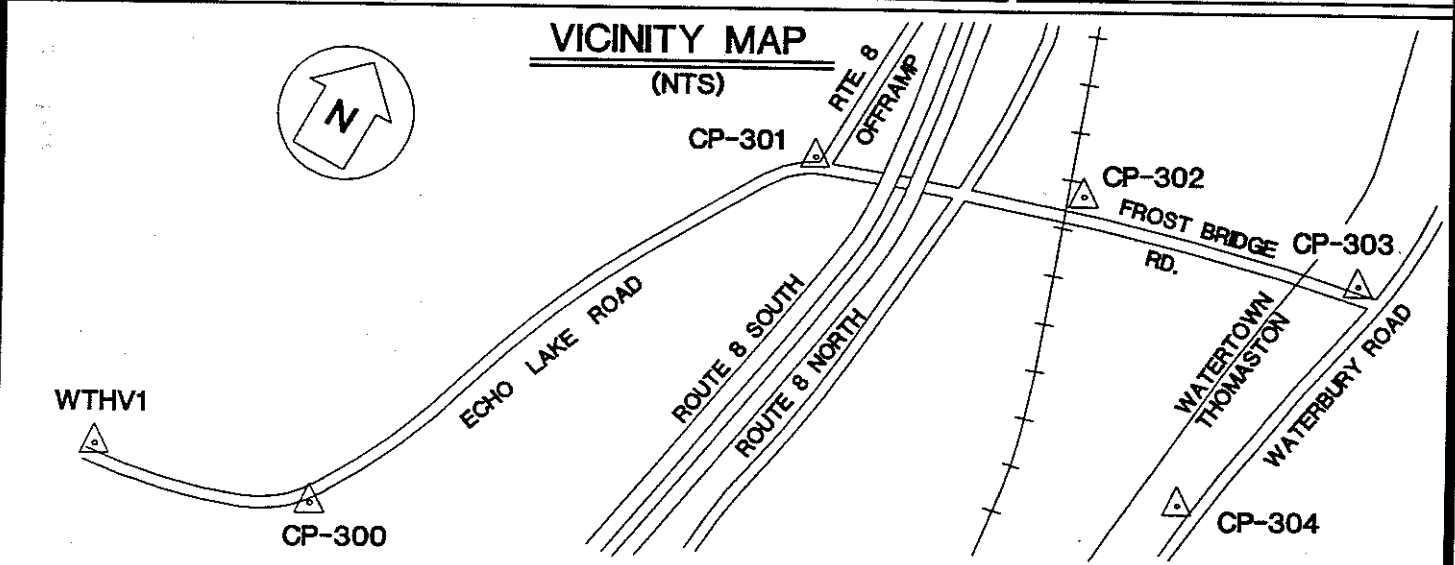 VICINITY MAP
(NTS)
N
RTE. 8
OFFRAMP
CP-301
CP-302
FROST BRIDGE
RD.
CP-303
ECHO LAKE ROAD
ROUTE 8 SOUTH
ROUTE 8 NORTH
WATERTOWN
THOMASTON
WATERBURY ROAD
WTHV1
CP-300
CP-304